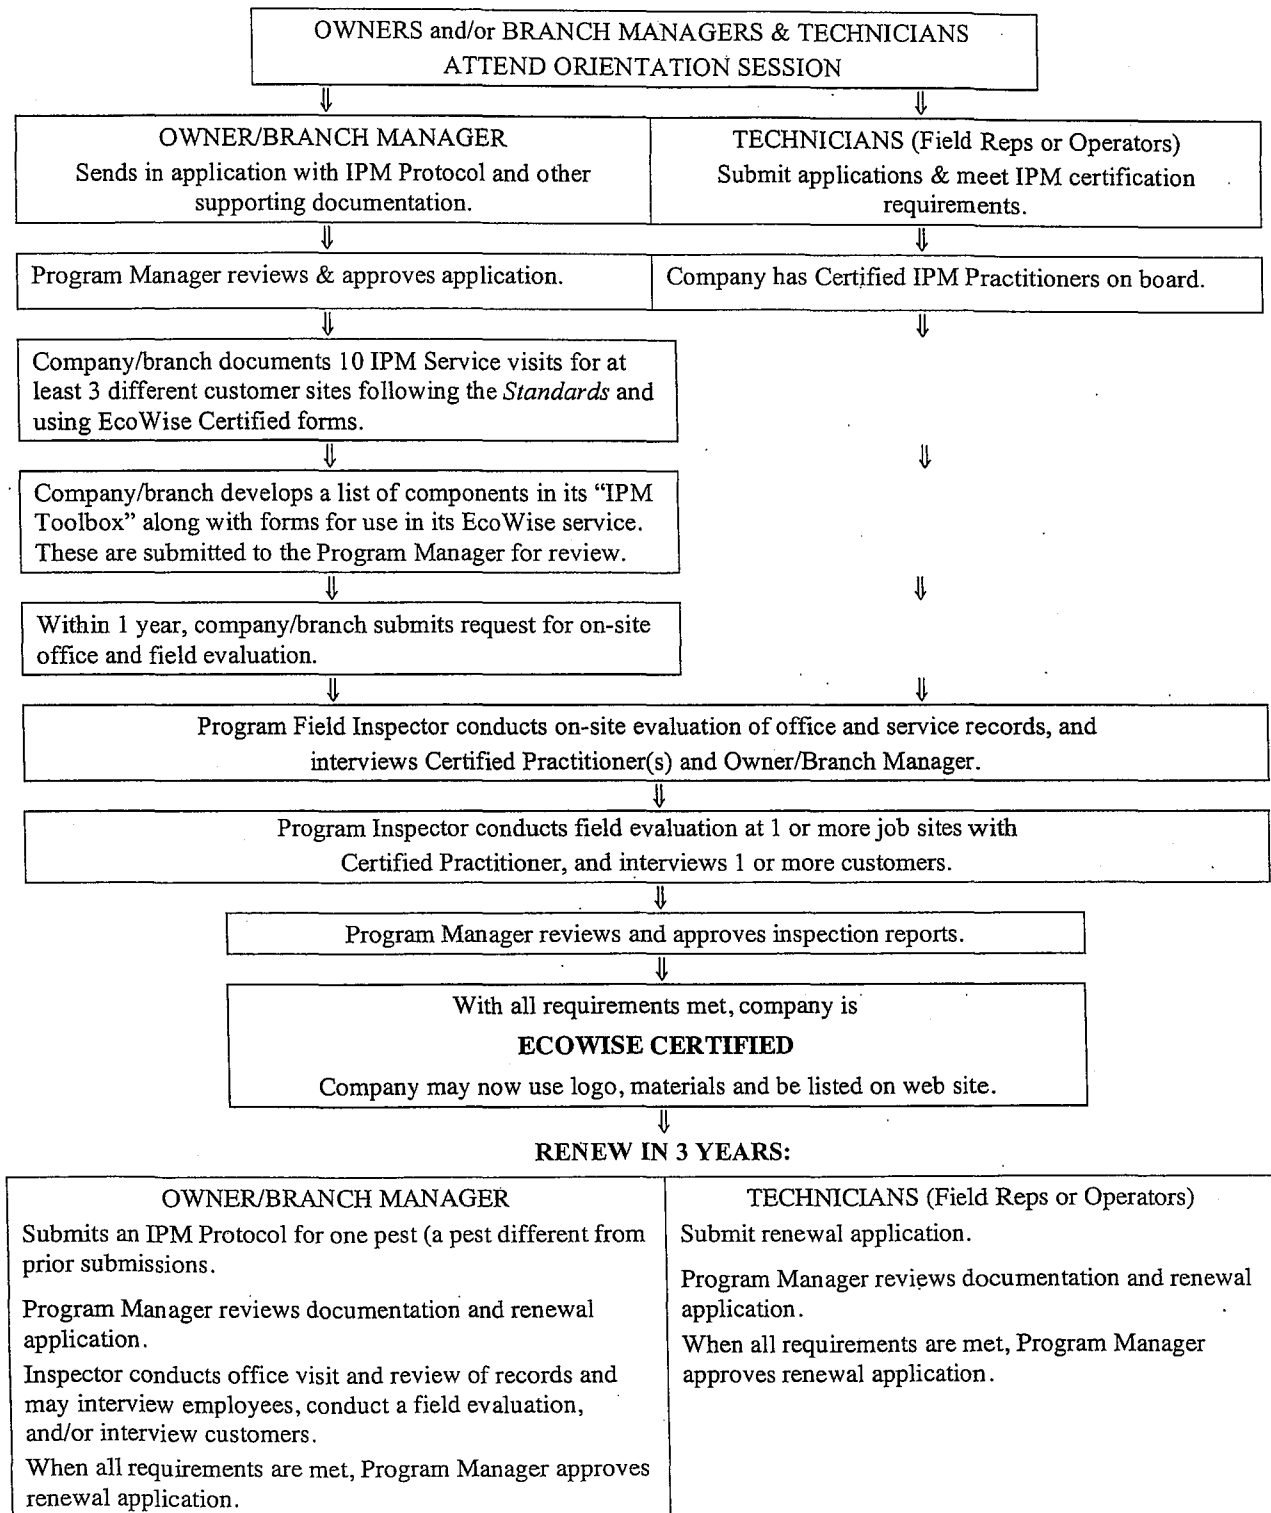 OWNERS and/or BRANCH MANAGERS & TECHNICIANS
ATTEND ORIENTATION SESSION
⇓ ⇓
OWNER/BRANCH MANAGER
Sends in application with IPM Protocol and other
supporting documentation.
TECHNICIANS (Field Reps or Operators)
Submit applications & meet IPM certification
requirements.
⇓ ⇓
Program Manager reviews & approves application.
Company has Certified IPM Practitioners on board.
⇓ ⇓
Company/branch documents 10 IPM Service visits for at
least 3 different customer sites following the Standards and
using EcoWise Certified forms.
⇓ ⇓
Company/branch develops a list of components in its “IPM
Toolbox” along with forms for use in its EcoWise service.
These are submitted to the Program Manager for review.
⇓ ⇓
Within 1 year, company/branch submits request for on-site
office and field evaluation.
⇓ ⇓
Program Field Inspector conducts on-site evaluation of office and service records, and
interviews Certified Practitioner(s) and Owner/Branch Manager.
⇓
Program Inspector conducts field evaluation at 1 or more job sites with
Certified Practitioner, and interviews 1 or more customers.
⇓
Program Manager reviews and approves inspection reports.
⇓
With all requirements met, company is
ECOWISE CERTIFIED
Company may now use logo, materials and be listed on web site.
⇓
RENEW IN 3 YEARS:
OWNER/BRANCH MANAGER
Submits an IPM Protocol for one pest (a pest different from
prior submissions.
Program Manager reviews documentation and renewal
application.
Inspector conducts office visit and review of records and
may interview employees, conduct a field evaluation,
and/or interview customers.
When all requirements are met, Program Manager approves
renewal application.
TECHNICIANS (Field Reps or Operators)
Submit renewal application.
Program Manager reviews documentation and renewal
application.
When all requirements are met, Program Manager
approves renewal application.